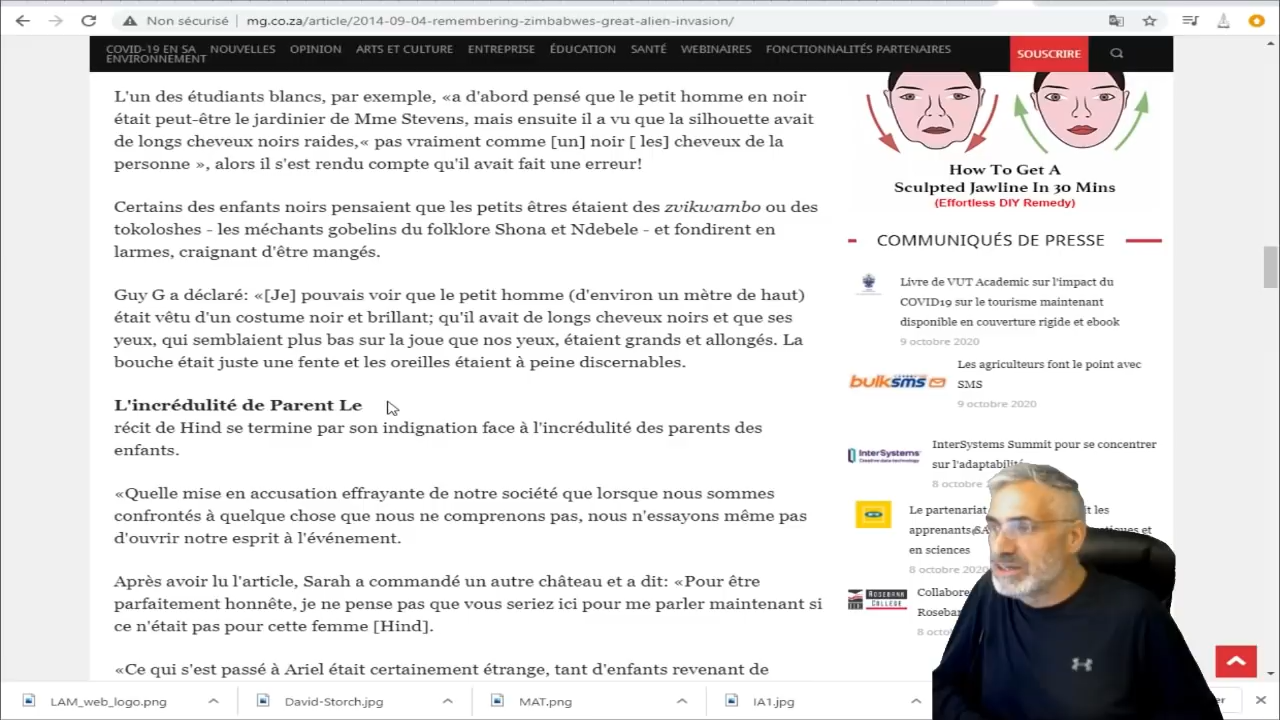 Non sécurisé | mg.co.za/article/2014-09-04-remembering-zimbabwes-great-alien-invasion/
COVID-19 EN SA NOUVELLES OPINION ARTS ET CULTURE ENTREPRISE ÉDUCATION SANTÉ WEBINAIRES FONCTIONNALITÉS PARTENAIRES
ENVIRONNEMENT
SOUSCRIRE
L'un des étudiants blancs, par exemple, «a d'abord pensé que le petit homme en noir
était peut-être le jardinier de Mme Stevens, mais ensuite il a vu que la silhouette avait
de longs cheveux noirs raides,« pas vraiment comme [un] noir [ les] cheveux de la
personne », alors il s'est rendu compte qu'il avait fait une erreur!
Certains des enfants noirs pensaient que les petits êtres étaient des zvikwambo ou des
tokoloshes - les méchants gobelins du folklore Shona et Ndebele - et fondirent en
larmes, craignant d'être mangés.
Guy G a déclaré: «[Je] pouvais voir que le petit homme (d'environ un mètre de haut)
était vêtu d'un costume noir et brillant; qu'il avait de longs cheveux noirs et que ses
yeux, qui semblaient plus bas sur la joue que nos yeux, étaient grands et allongés. La
bouche était juste une fente et les oreilles étaient à peine discernables.
L'incrédulité de Parent Le
récit de Hind se termine par son indignation face à l'incrédulité des parents des
enfants.
«Quelle mise en accusation effrayante de notre société que lorsque nous sommes
confrontés à quelque chose que nous ne comprenons pas, nous n'essayons même pas
d'ouvrir notre esprit à l'événement.
Après avoir lu l'article, Sarah a commandé un autre château et a dit: «Pour être
parfaitement honnête, je ne pense pas que vous seriez ici pour me parler maintenant si
ce n'était pas pour cette femme [Hind].
«Ce qui s'est passé à Ariel était certainement étrange, tant d'enfants revenant de
How To Get A
Sculpted Jawline In 30 Mins
(Effortless DIY Remedy)
COMMUNIQUÉS DE PRESSE
Livre de VUT Academic sur l'impact du
COVID19 sur le tourisme maintenant
disponible en couverture rigide et ebook
9 octobre 2020
bulksms
Les agriculteurs font le point avec
SMS
9 octobre 2020
InterSystems
InterSystems Summit pour se concentrer
sur l'adaptabilité
8 octobre
Le partenariat les
apprenants
en sciences
8 octobre 2020
ROSEBANK
COLLEGE
LAM_web_logo.png
David-Storch.jpg
MAT.png
IA1.jpg